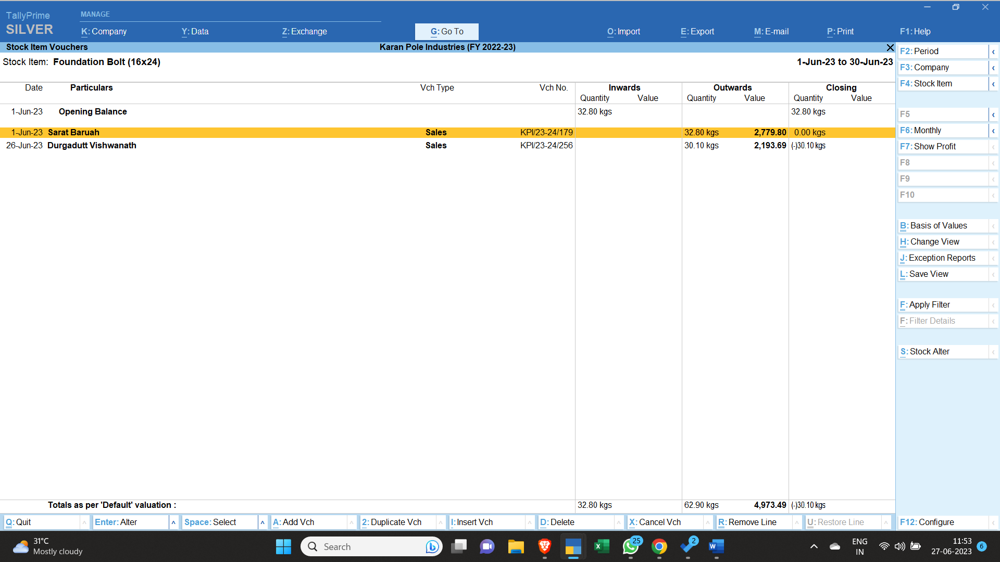 TallyPrime
SILVER
MANAGE
K: Company Y: Data Z: Exchange G: Go To O: Import E: Export M: E-mail P: Print F1: Help
Stock Item Vouchers Karan Pole Industries (FY 2022-23)
Stock Item: Foundation Bolt (16x24) 1-Jun-23 to 30-Jun-23
Date Particulars Vch Type Vch No. Inwards Outwards Closing
Quantity Value Quantity Value Quantity Value
1-Jun-23 Opening Balance 32.80 kgs 32.80 kgs
1-Jun-23 Sarat Baruah Sales KPI/23-24/179 32.80 kgs 2,779.80 0.00 kgs
26-Jun-23 Durgadutt Vishwanath Sales KPI/23-24/256 30.10 kgs 2,193.69 (-)30.10 kgs
Totals as per 'Default' valuation : 32.80 kgs 62.90 kgs 4,973.49 (-)30.10 kgs
F2: Period
F3: Company
F4: Stock Item
F5
F6: Monthly
F7: Show Profit
F8
F9
F10
B: Basis of Values
H: Change View
J: Exception Reports
L: Save View
F: Apply Filter
F: Filter Details
S: Stock Alter
Q: Quit Enter: Alter Space: Select A: Add Vch 2: Duplicate Vch I: Insert Vch D: Delete X: Cancel Vch R: Remove Line U: Restore Line F12: Configure
31°C
Mostly cloudy
Search
25
2
ENG
IN
11:53
27-06-2023
6